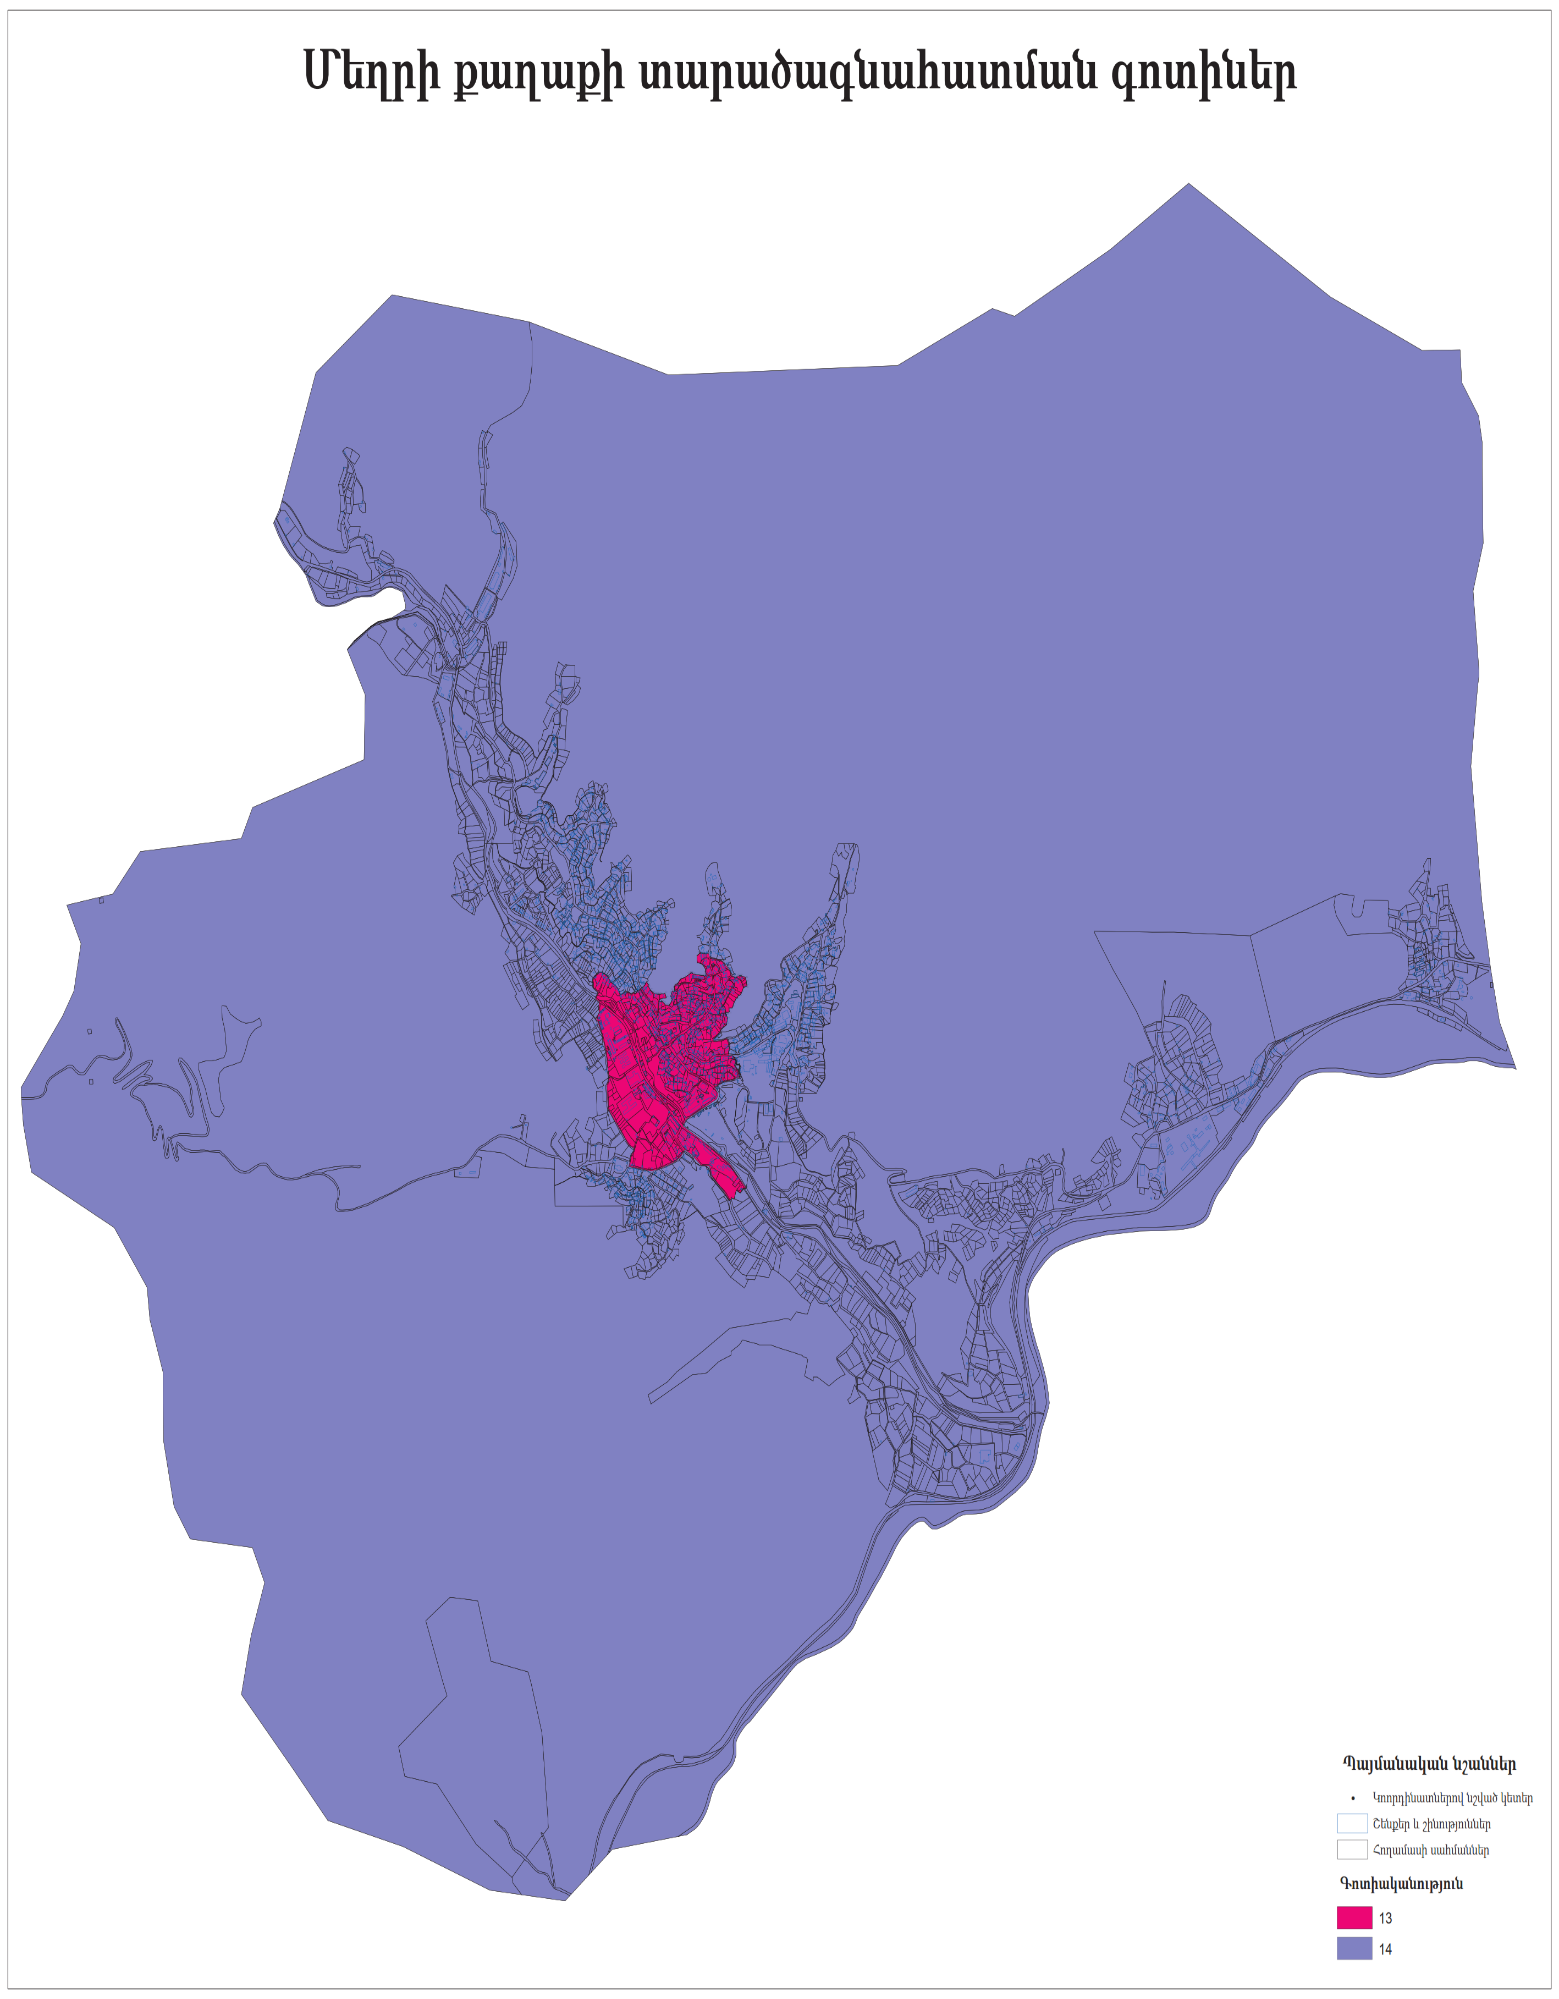 Մեղրի քաղաքի տարածագնահատման գոտիներ
Պայմանական նշաններ
Կոորդինատներով նշված կետեր
Շենքեր և շինություններ
Հողամասի սահմաններ
Գոտիականություն
13
14